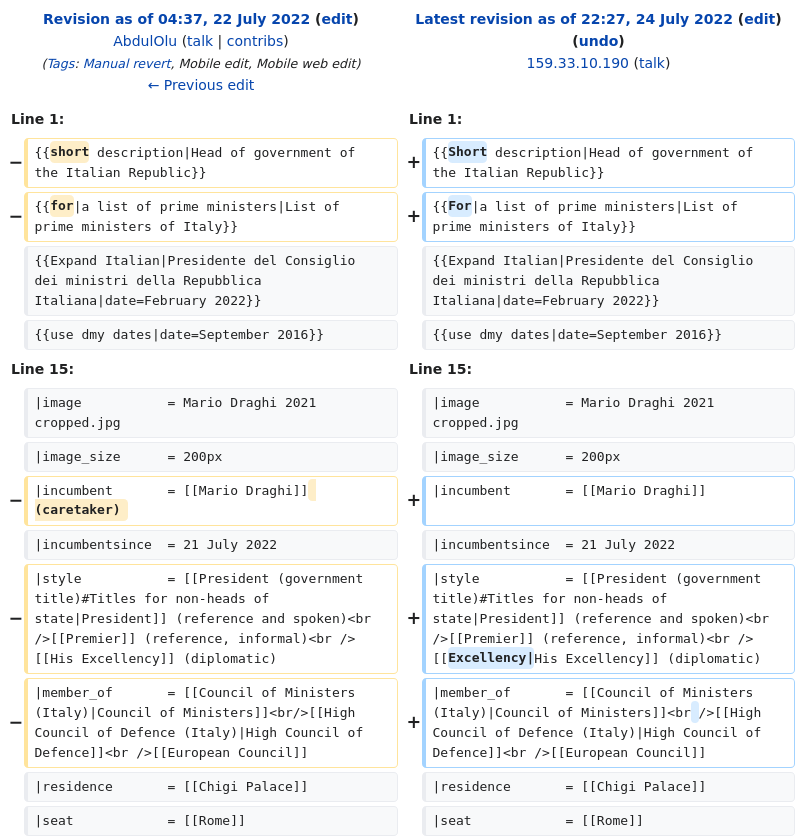 Revision as of 04:37, 22 July 2022 (edit)
AbdulOlu (talk | contribs)
(Tags: Manual revert, Mobile edit, Mobile web edit)
← Previous edit
Latest revision as of 22:27, 24 July 2022 (edit)
(undo)
159.33.10.190 (talk)
Line 1:
Line 1:
− {{short description|Head of government of
the Italian Republic}}
+ {{Short description|Head of government of
the Italian Republic}}
− {{for|a list of prime ministers|List of
prime ministers of Italy}}
+ {{For|a list of prime ministers|List of
prime ministers of Italy}}
{{Expand Italian|Presidente del Consiglio
dei ministri della Repubblica
Italiana|date=February 2022}}
{{Expand Italian|Presidente del Consiglio
dei ministri della Repubblica
Italiana|date=February 2022}}
{{use dmy dates|date=September 2016}}
{{use dmy dates|date=September 2016}}
Line 15:
Line 15:
|image           = Mario Draghi 2021
cropped.jpg
|image           = Mario Draghi 2021
cropped.jpg
|image_size      = 200px
|image_size      = 200px
− |incumbent       = [[Mario Draghi]]
(caretaker)
+ |incumbent       = [[Mario Draghi]]
|incumbentsince  = 21 July 2022
|incumbentsince  = 21 July 2022
− |style           = [[President (government
title)#Titles for non-heads of
state|President]] (reference and spoken)<br
/>[[Premier]] (reference, informal)<br />
[[His Excellency]] (diplomatic)
+ |style           = [[President (government
title)#Titles for non-heads of
state|President]] (reference and spoken)<br
/>[[Premier]] (reference, informal)<br />
[[Excellency|His Excellency]] (diplomatic)
− |member_of       = [[Council of Ministers
(Italy)|Council of Ministers]]<br/>[[High
Council of Defence (Italy)|High Council of
Defence]]<br />[[European Council]]
+ |member_of       = [[Council of Ministers
(Italy)|Council of Ministers]]<br />[[High
Council of Defence (Italy)|High Council of
Defence]]<br />[[European Council]]
|residence       = [[Chigi Palace]]
|residence       = [[Chigi Palace]]
|seat            = [[Rome]]
|seat            = [[Rome]]